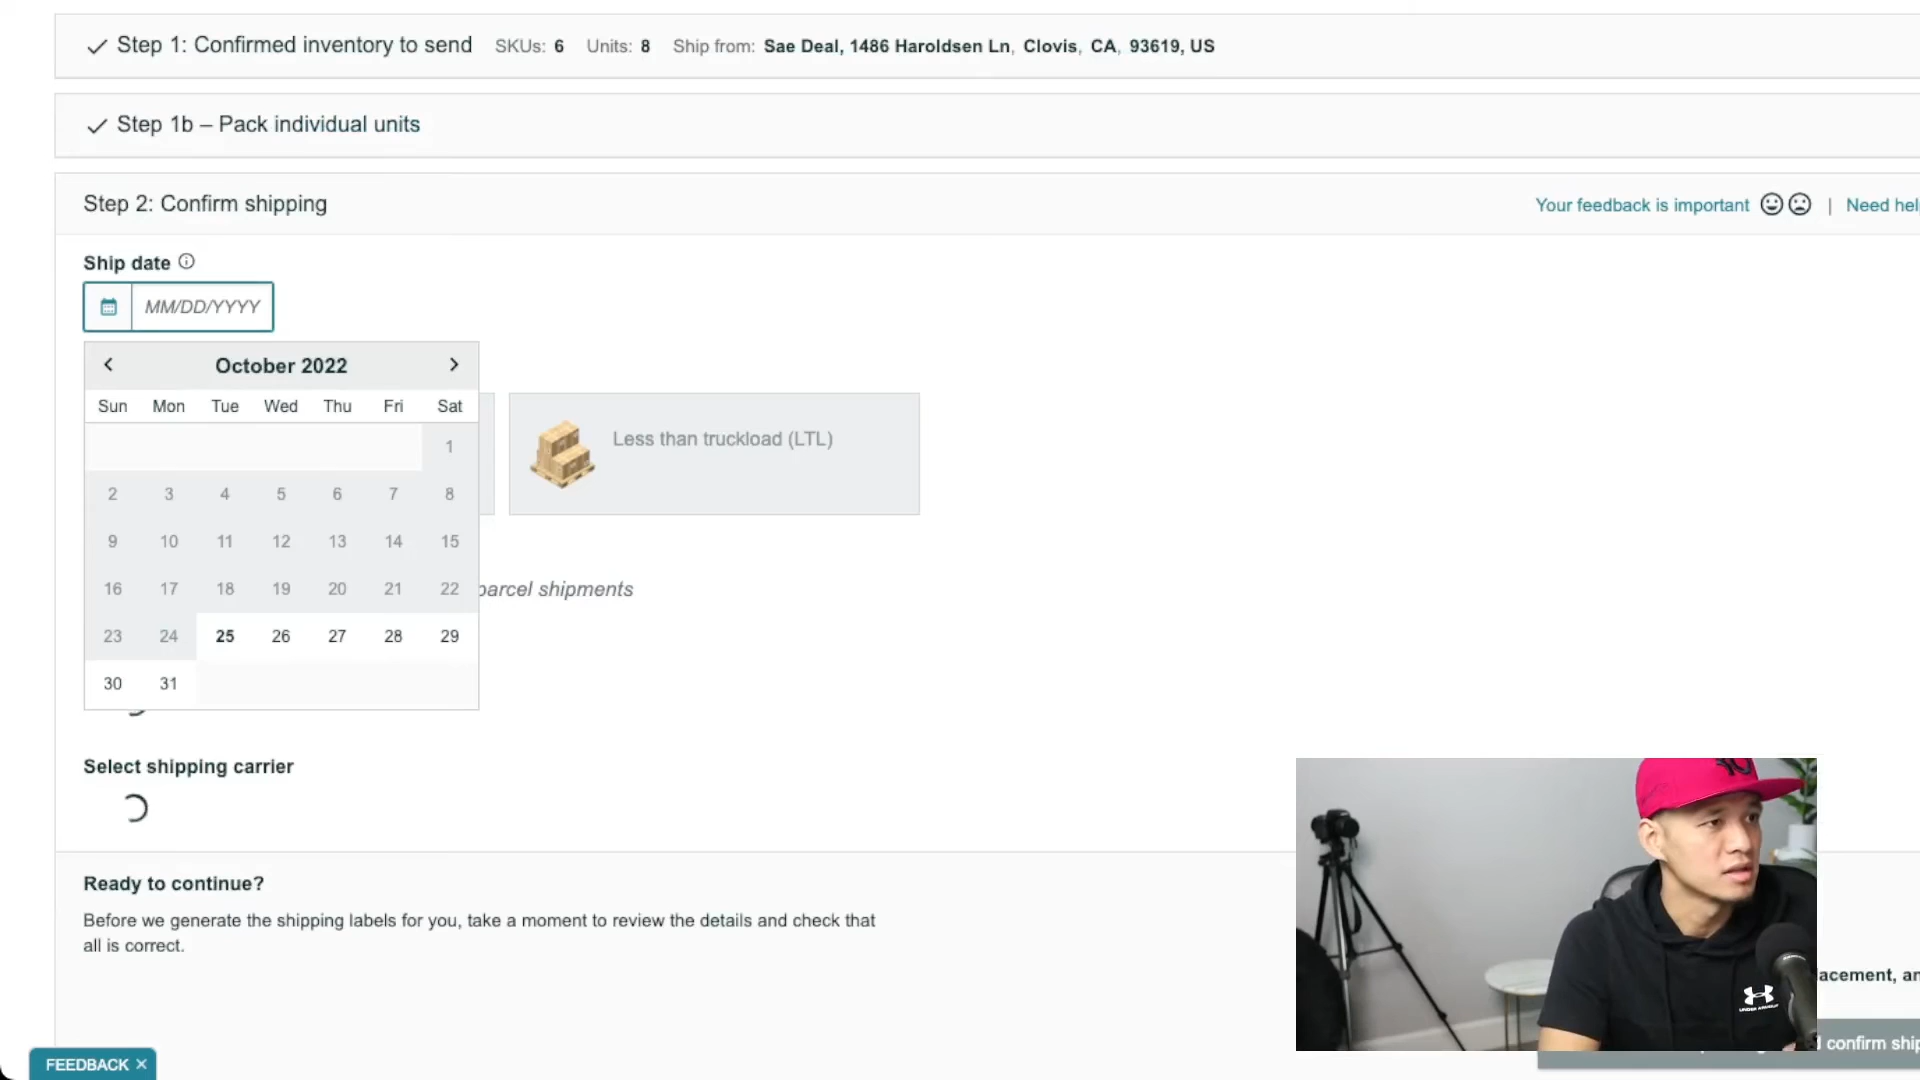 Step 1: Confirmed inventory to send SKUs: 6 Units: 8 Ship from: Sae Deal, 1486 Haroldsen Ln, Clovis, CA, 93619, US
Step 1b – Pack individual units
Step 2: Confirm shipping
Your feedback is important | Need
Ship date
MM/DD/YYYY
October 2022
Sun Mon Tue Wed Thu Fri Sat
1
2 3 4 5 6 7 8
9 10 11 12 13 14 15
16 17 18 19 20 21 22
23 24 25 26 27 28 29
30 31
Less than truckload (LTL)
parcel shipments
Select shipping carrier
Ready to continue?
Before we generate the shipping labels for you, take a moment to review the details and check that
all is correct.
UNDER ARMOUR
confirm
FEEDBACK ×